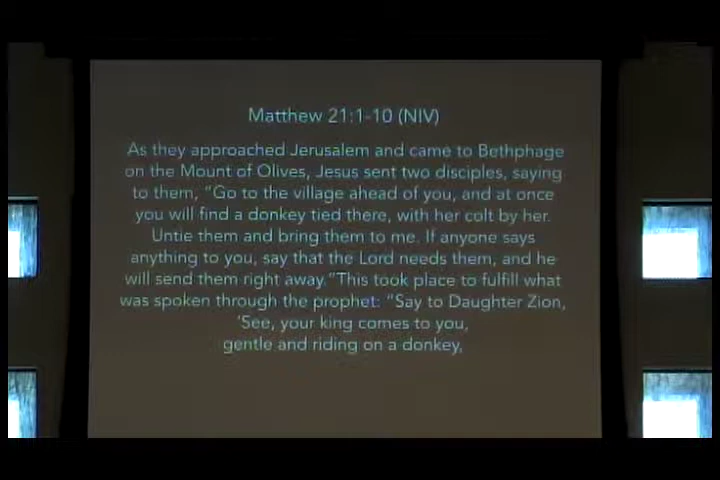 Matthew 21:1-10 (NIV)
As they approached Jerusalem and came to Bethphage
on the Mount of Olives, Jesus sent two disciples, saying
to them, “Go to the village ahead of you, and at once
you will find a donkey tied there, with her colt by her.
Untie them and bring them to me. If anyone says
anything to you, say that the Lord needs them, and he
will send them right away.”This took place to fulfill what
was spoken through the prophet: “Say to Daughter Zion,
‘See, your king comes to you,
gentle and riding on a donkey,